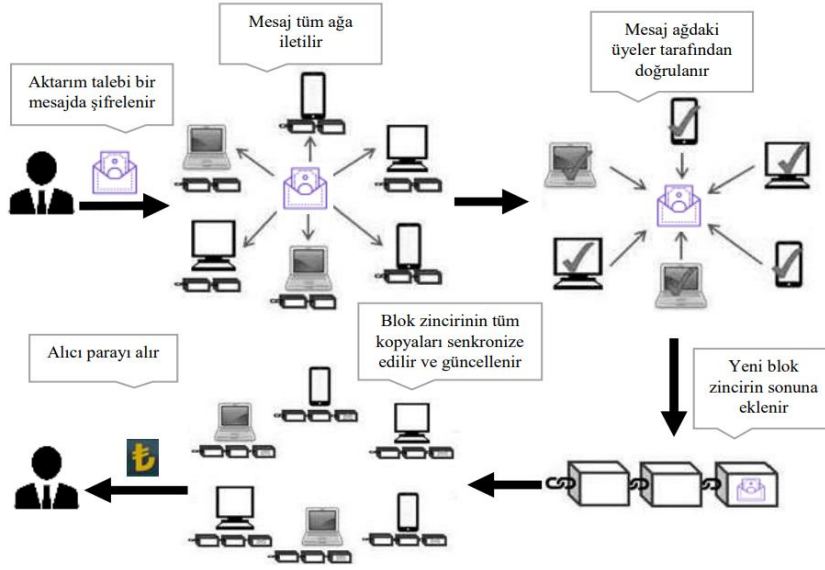 Aktarım talebi bir
mesajda şifrelenir
Mesaj tüm ağa
iletilir
Mesaj ağdaki
üyeler tarafından
doğrulanır
Yeni blok
zincirin sonuna
eklenir
Blok zincirinin tüm
kopyaları senkronize
edilir ve güncellenir
Alıcı parayı alır